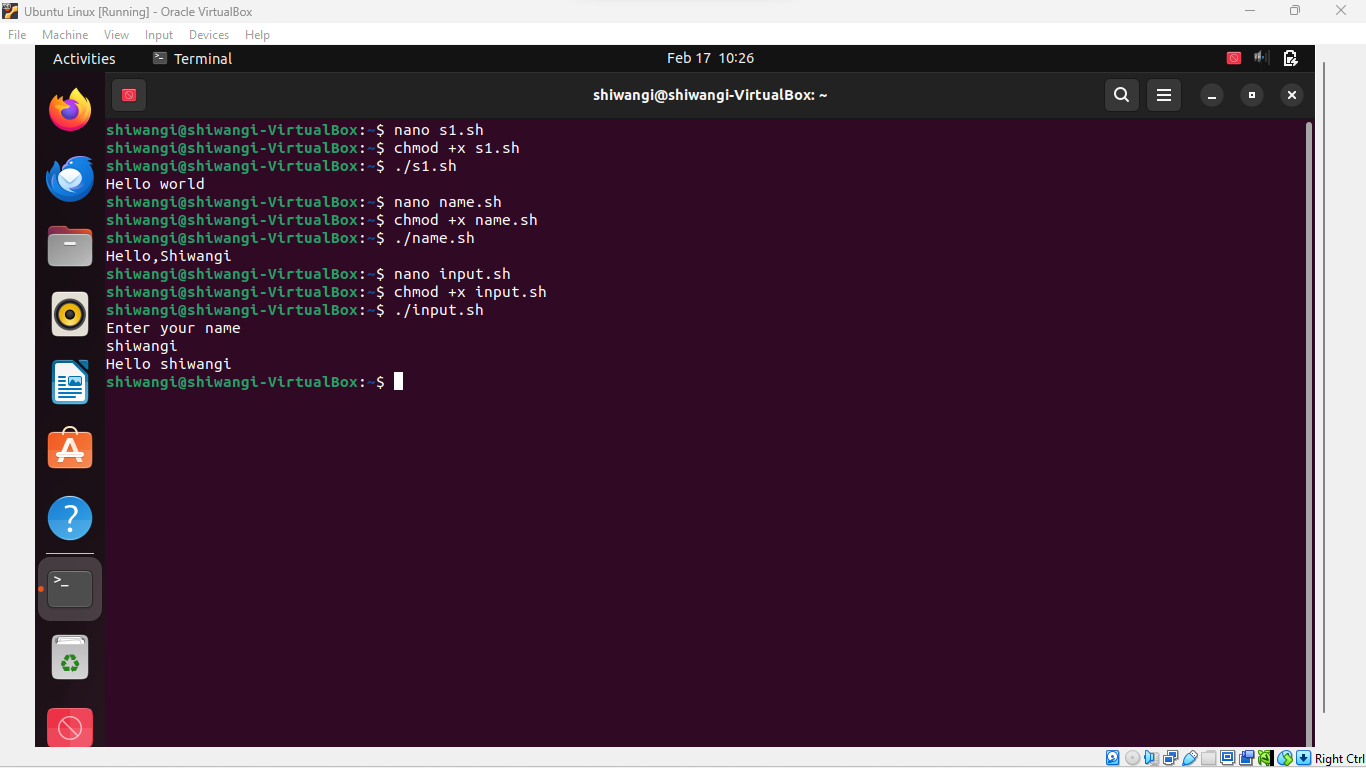 Ubuntu Linux [Running] - Oracle VirtualBox
File Machine View Input Devices Help
Activities Terminal Feb 17 10:26
shiwangi@shiwangi-VirtualBox: ~
shiwangi@shiwangi-VirtualBox:~$ nano s1.sh
shiwangi@shiwangi-VirtualBox:~$ chmod +x s1.sh
shiwangi@shiwangi-VirtualBox:~$ ./s1.sh
Hello world
shiwangi@shiwangi-VirtualBox:~$ nano name.sh
shiwangi@shiwangi-VirtualBox:~$ chmod +x name.sh
shiwangi@shiwangi-VirtualBox:~$ ./name.sh
Hello,Shiwangi
shiwangi@shiwangi-VirtualBox:~$ nano input.sh
shiwangi@shiwangi-VirtualBox:~$ chmod +x input.sh
shiwangi@shiwangi-VirtualBox:~$ ./input.sh
Enter your name
shiwangi
Hello shiwangi
shiwangi@shiwangi-VirtualBox:~$
Right Ctrl